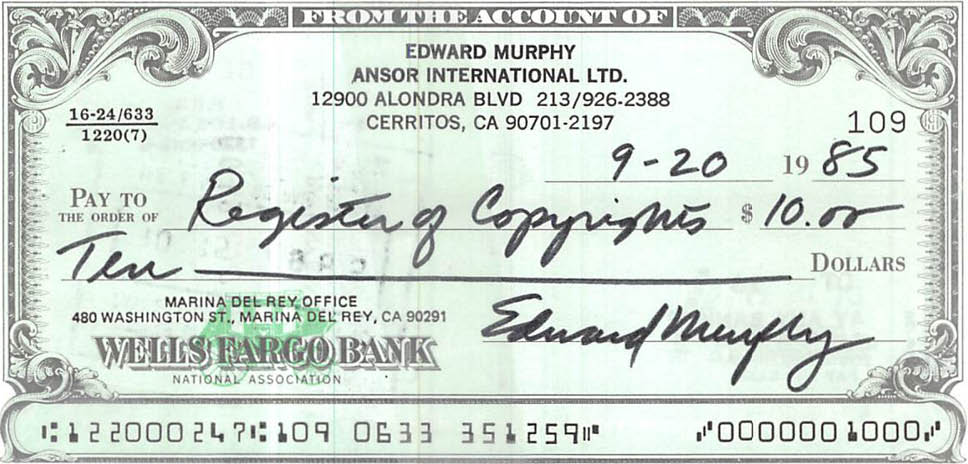 FROM THE ACCOUNT OF
EDWARD MURPHY
ANSOR INTERNATIONAL LTD.
12900 ALONDRA BLVD 213/926-2388
CERRITOS, CA 90701-2197
16-24/633
1220(7)
109
9-20 19 85
PAY TO
THE ORDER OF Register of Copyrights $ 10.00
Ten DOLLARS
MARINA DEL REY OFFICE
480 WASHINGTON ST., MARINA DEL REY, CA 90291
Edward Murphy
WELLS FARGO BANK
NATIONAL ASSOCIATION
⑆122000247⑆109 0633 351259⑈ ⑇0000001000⑇